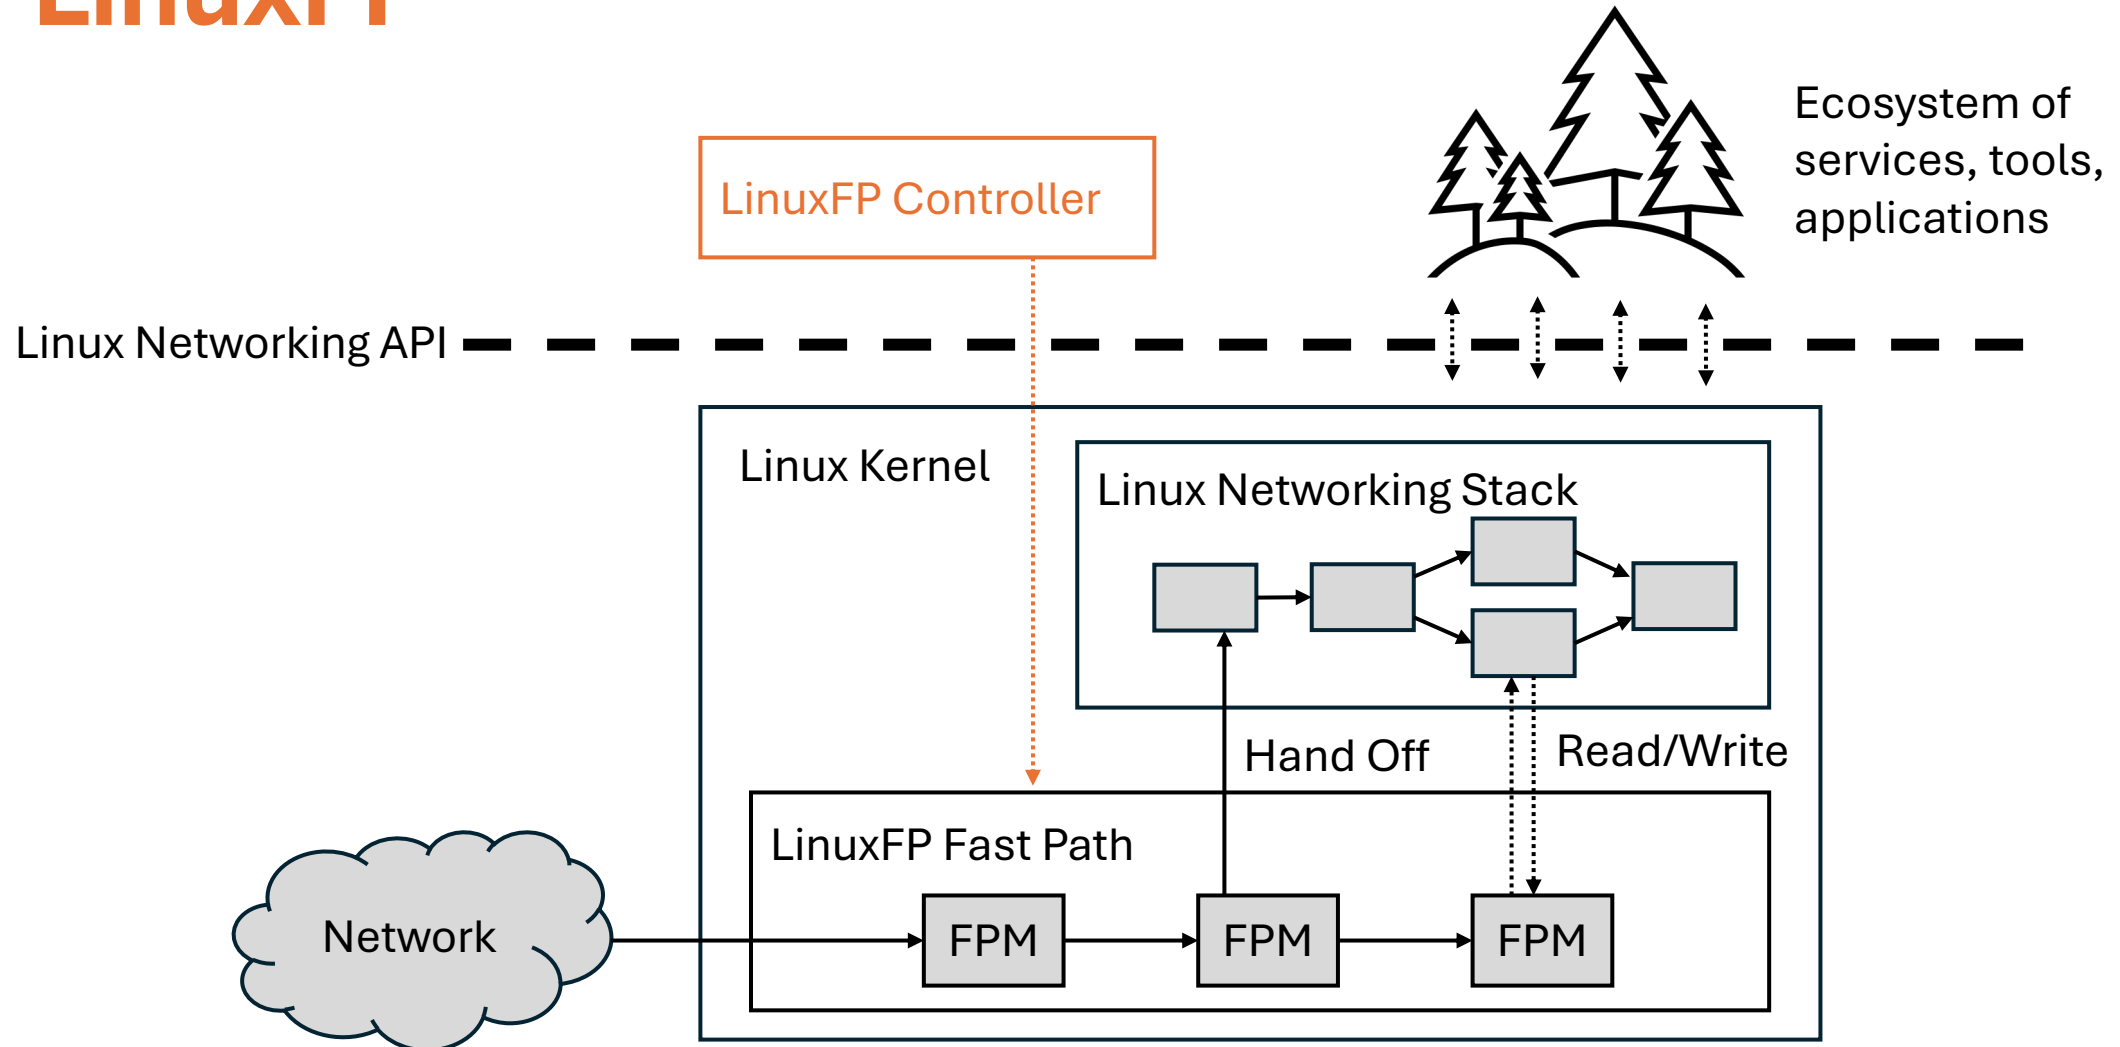 LinuxFP
Ecosystem of
services, tools,
applications
LinuxFP Controller
Linux Networking API
Linux Kernel
Linux Networking Stack
Hand Off
Read/Write
LinuxFP Fast Path
Network
FPM
FPM
FPM